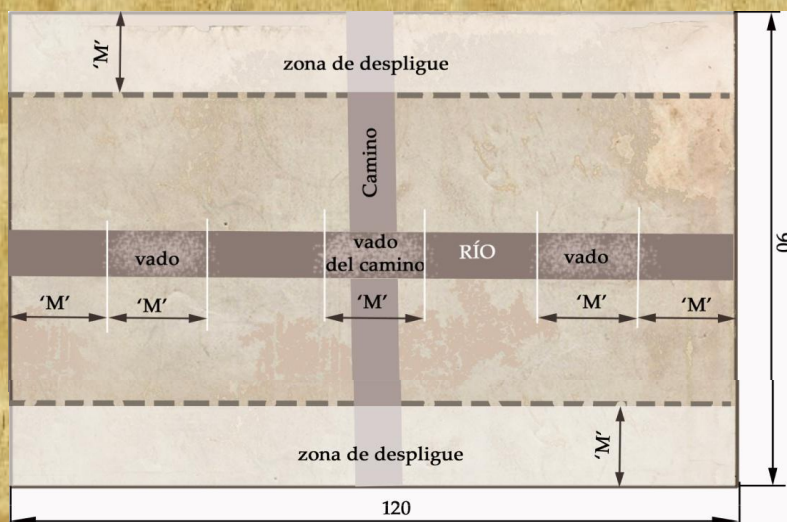 'M'
zona de despligue
Camino
vado
vado
del camino
RÍO
vado
90
'M'
'M'
'M'
'M'
'M'
zona de despligue
'M'
120